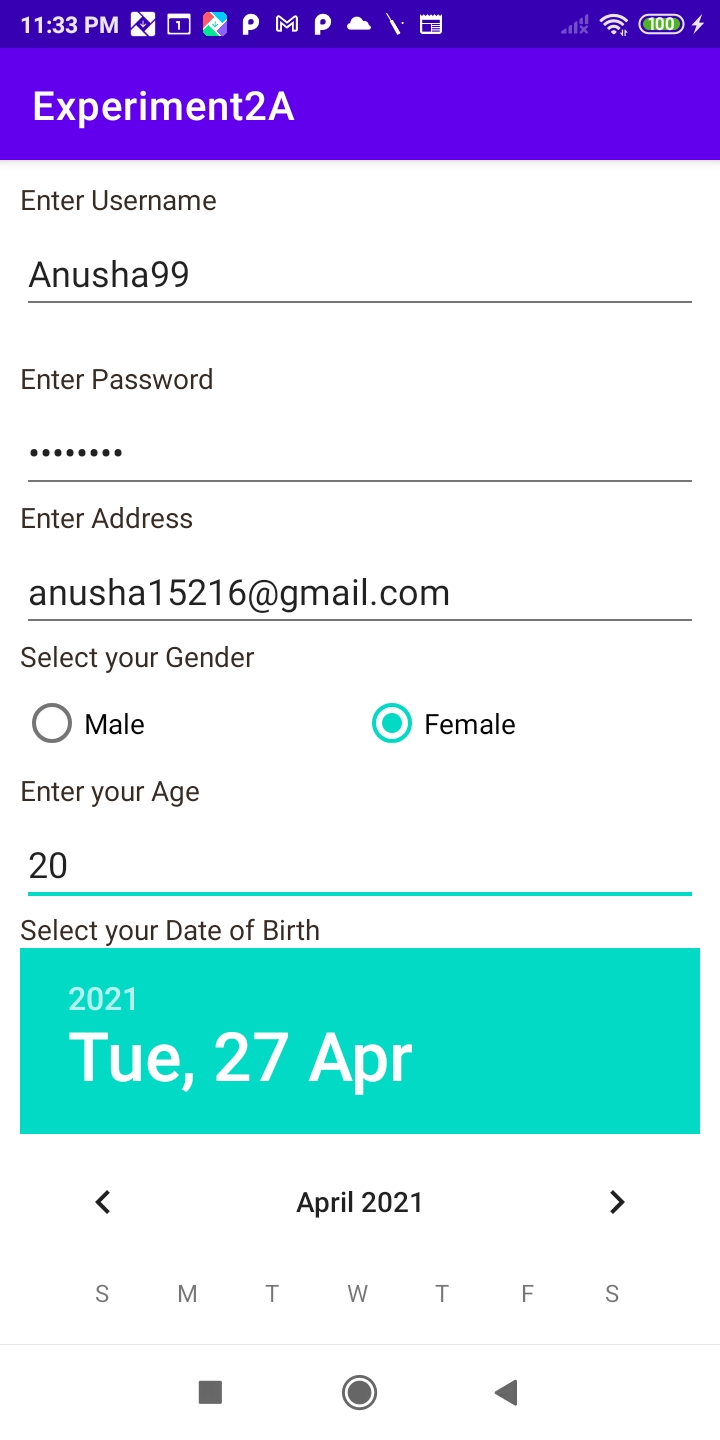 11:33 PM 1 100
Experiment2A
Enter Username
Anusha99
Enter Password
••••••••
Enter Address
anusha15216@gmail.com
Select your Gender
Male Female
Enter your Age
20
Select your Date of Birth
2021
Tue, 27 Apr
April 2021
S M T W T F S